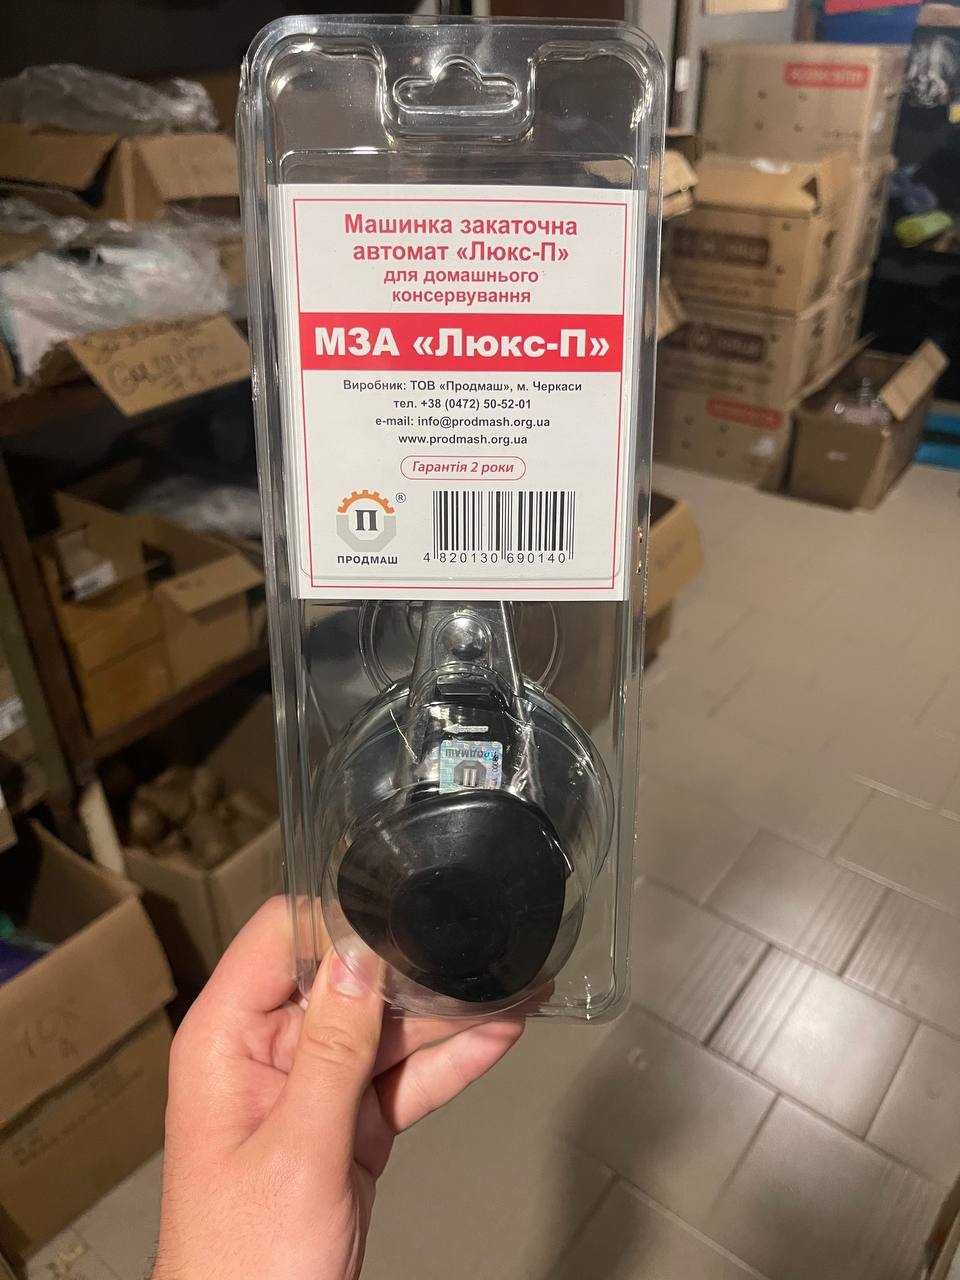 Машинка закаточна
автомат «Люкс-П»
для домашнього
консервування
МЗА «Люкс-П»
Виробник: ТОВ «Продмаш», м. Черкаси
тел. +38 (0472) 50-52-01
e-mail: info@prodmash.org.ua
www.prodmash.org.ua
Гарантія 2 роки
П
®
ПРОДМАШ
4 820130 690140
ПРОДМАШ